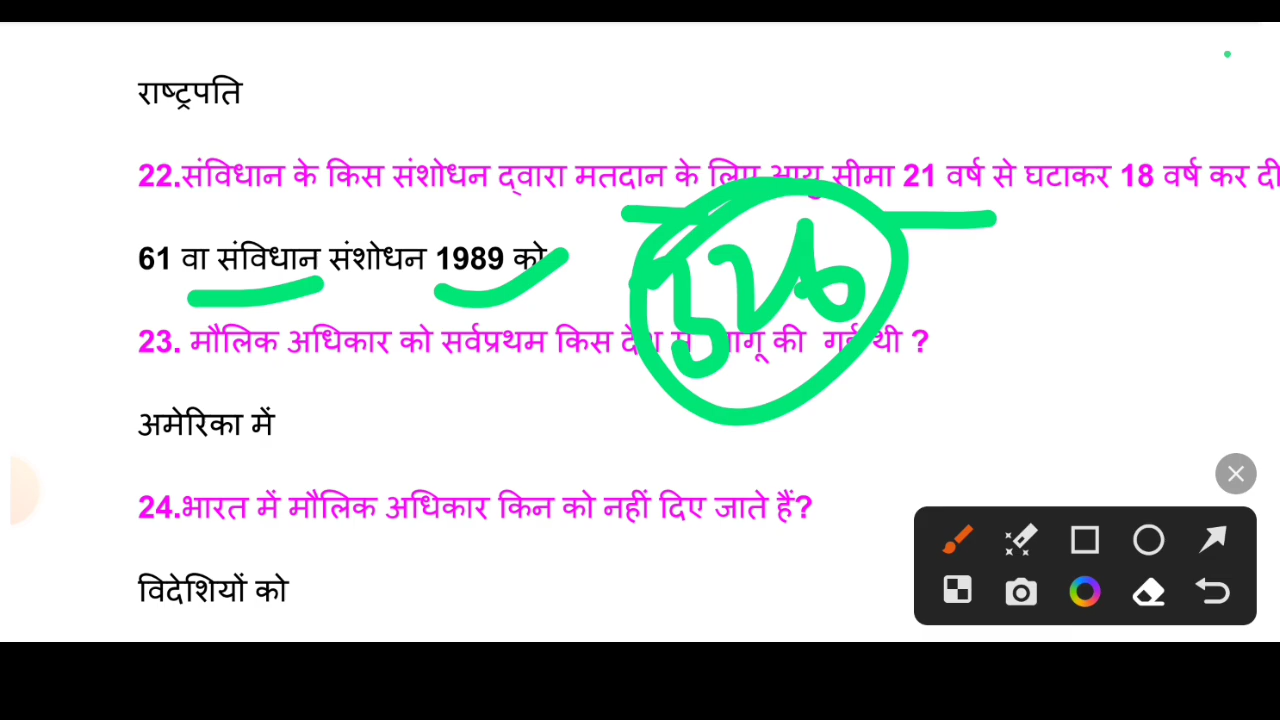 राष्ट्रपति
22.संविधान के किस संशोधन द्वारा मतदान के लिए आयु सीमा 21 वर्ष से घटाकर 18 वर्ष कर दी
61 वा संविधान संशोधन 1989 को
23. मौलिक अधिकार को सर्वप्रथम किस देश में लागू की गई थी ?
अमेरिका में
24.भारत में मौलिक अधिकार किन को नहीं दिए जाते हैं?
विदेशियों को